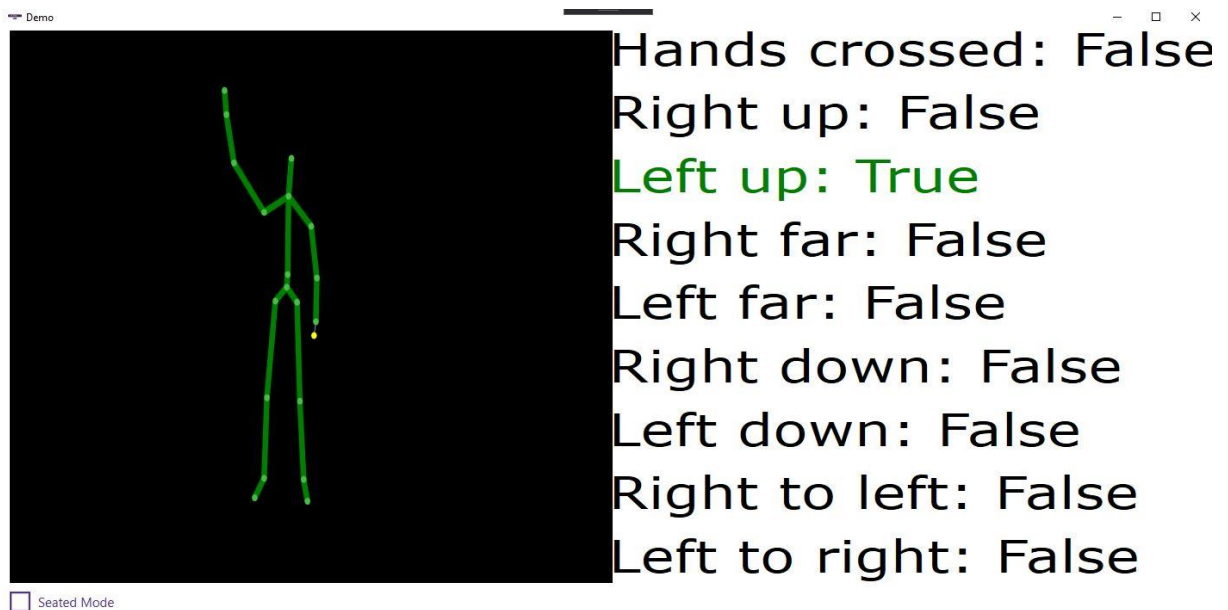 Demo
Hands crossed: False
Right up: False
Left up: True
Right far: False
Left far: False
Right down: False
Left down: False
Right to left: False
Left to right: False
Seated Mode